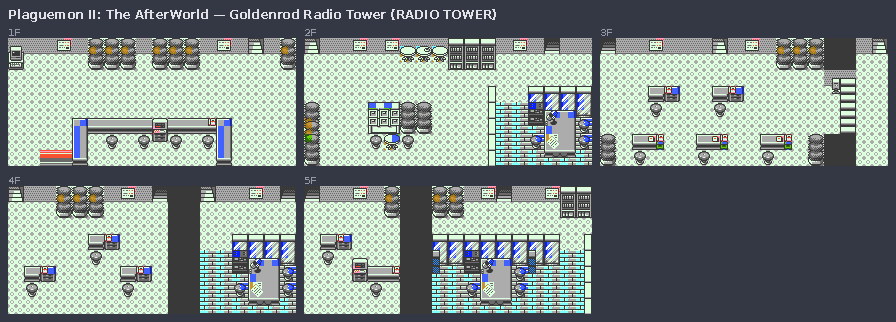 Plaguemon II: The AfterWorld — Goldenrod Radio Tower (RADIO TOWER)
1F
2F
3F
4F
5F